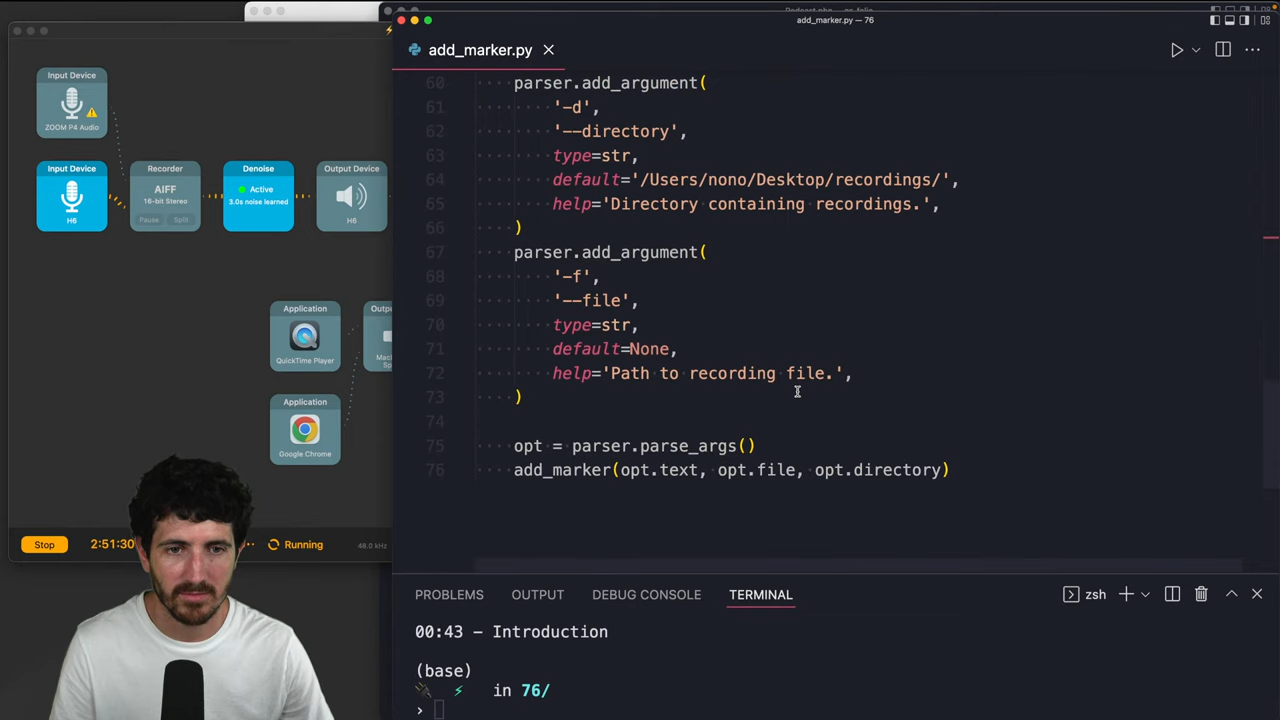 Input Device
ZOOM P4 Audio
Input Device
H6
Recorder
AIFF
16-bit Stereo
Pause
Split
Denoise
Active
3.0s noise learned
Output Device
H6
Application
QuickTime Player
Application
Google Chrome
Stop
2:51:30
Running
48.0 kHz
add_marker.py — 76
add_marker.py
60 parser.add_argument(
61 '-d',
62 '--directory',
63 type=str,
64 default='/Users/nono/Desktop/recordings/',
65 help='Directory containing recordings.',
66 )
67 parser.add_argument(
68 '-f',
69 '--file',
70 type=str,
71 default=None,
72 help='Path to recording file.',
73 )
74
75 opt = parser.parse_args()
76 add_marker(opt.text, opt.file, opt.directory)
PROBLEMS OUTPUT DEBUG CONSOLE TERMINAL zsh
00:43 - Introduction
(base)
in 76/
›